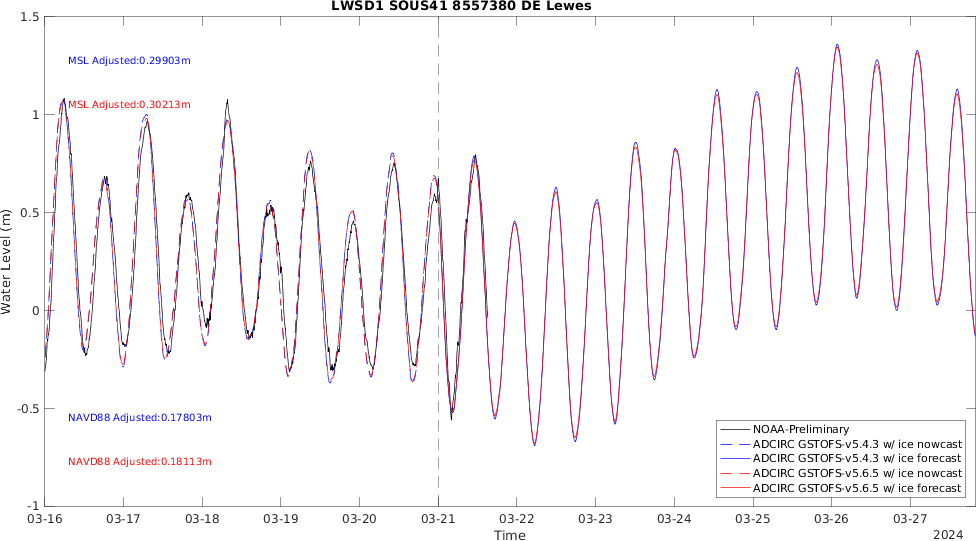 LWSD1 SOUS41 8557380 DE Lewes
1.5
MSL Adjusted:0.29903m
MSL Adjusted:0.30213m
1
0.5
Water Level (m)
0
-0.5
NAVD88 Adjusted:0.17803m
NAVD88 Adjusted:0.18113m
NOAA-Preliminary
ADCIRC GSTOFS-v5.4.3 w/ ice nowcast
ADCIRC GSTOFS-v5.4.3 w/ ice forecast
ADCIRC GSTOFS-v5.6.5 w/ ice nowcast
ADCIRC GSTOFS-v5.6.5 w/ ice forecast
-1
03-16 03-17 03-18 03-19 03-20 03-21 03-22 03-23 03-24 03-25 03-26 03-27
Time
2024